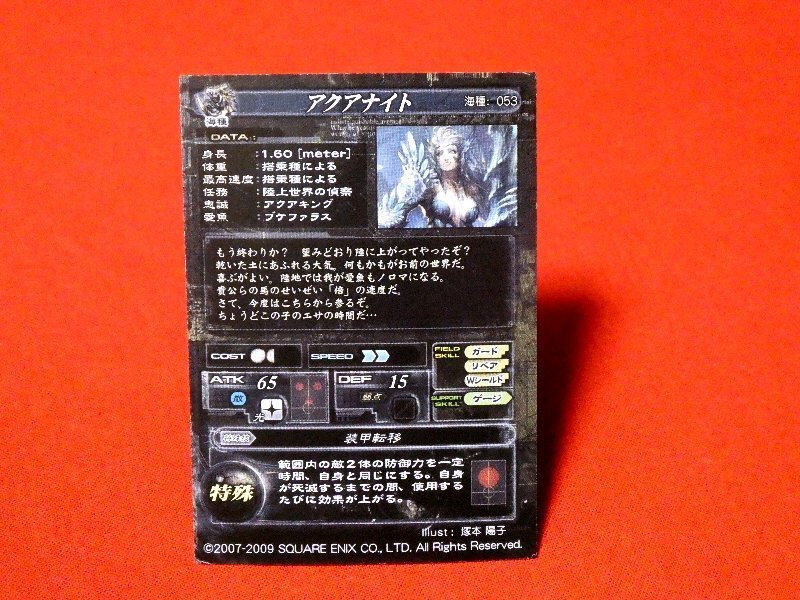 アクアナイト
海種: 053
海種
DATA :
身長 : 1.60 [meter]
体重 : 搭乗種による
最高速度 : 搭乗種による
任務 : 陸上世界の偵察
忠誠 : アクアキング
愛魚 : ブケファラス
もう終わりか? 望みどおり陸に上がってやったぞ?
乾いた土にあふれる大気。何もかもがお前の世界だ。
喜ぶがよい。陸地では我が愛魚もノロマになる。
貴公らの馬のせいぜい「倍」の速度だ。
さて、今度はこちらから参るぞ。
ちょうどこの子のエサの時間だ…
COST
SPEED
FIELD SKILL
ガード
リペア
Wシールド
SUPPORT SKILL
ゲージ
ATK 65
散
光
DEF 15
弱点
特殊技
装甲転移
特殊
範囲内の敵2体の防御力を一定
時間、自身と同じにする。自身
が死滅するまでの間、使用する
たびに効果が上がる。
Illust : 塚本 陽子
©2007-2009 SQUARE ENIX CO., LTD. All Rights Reserved.